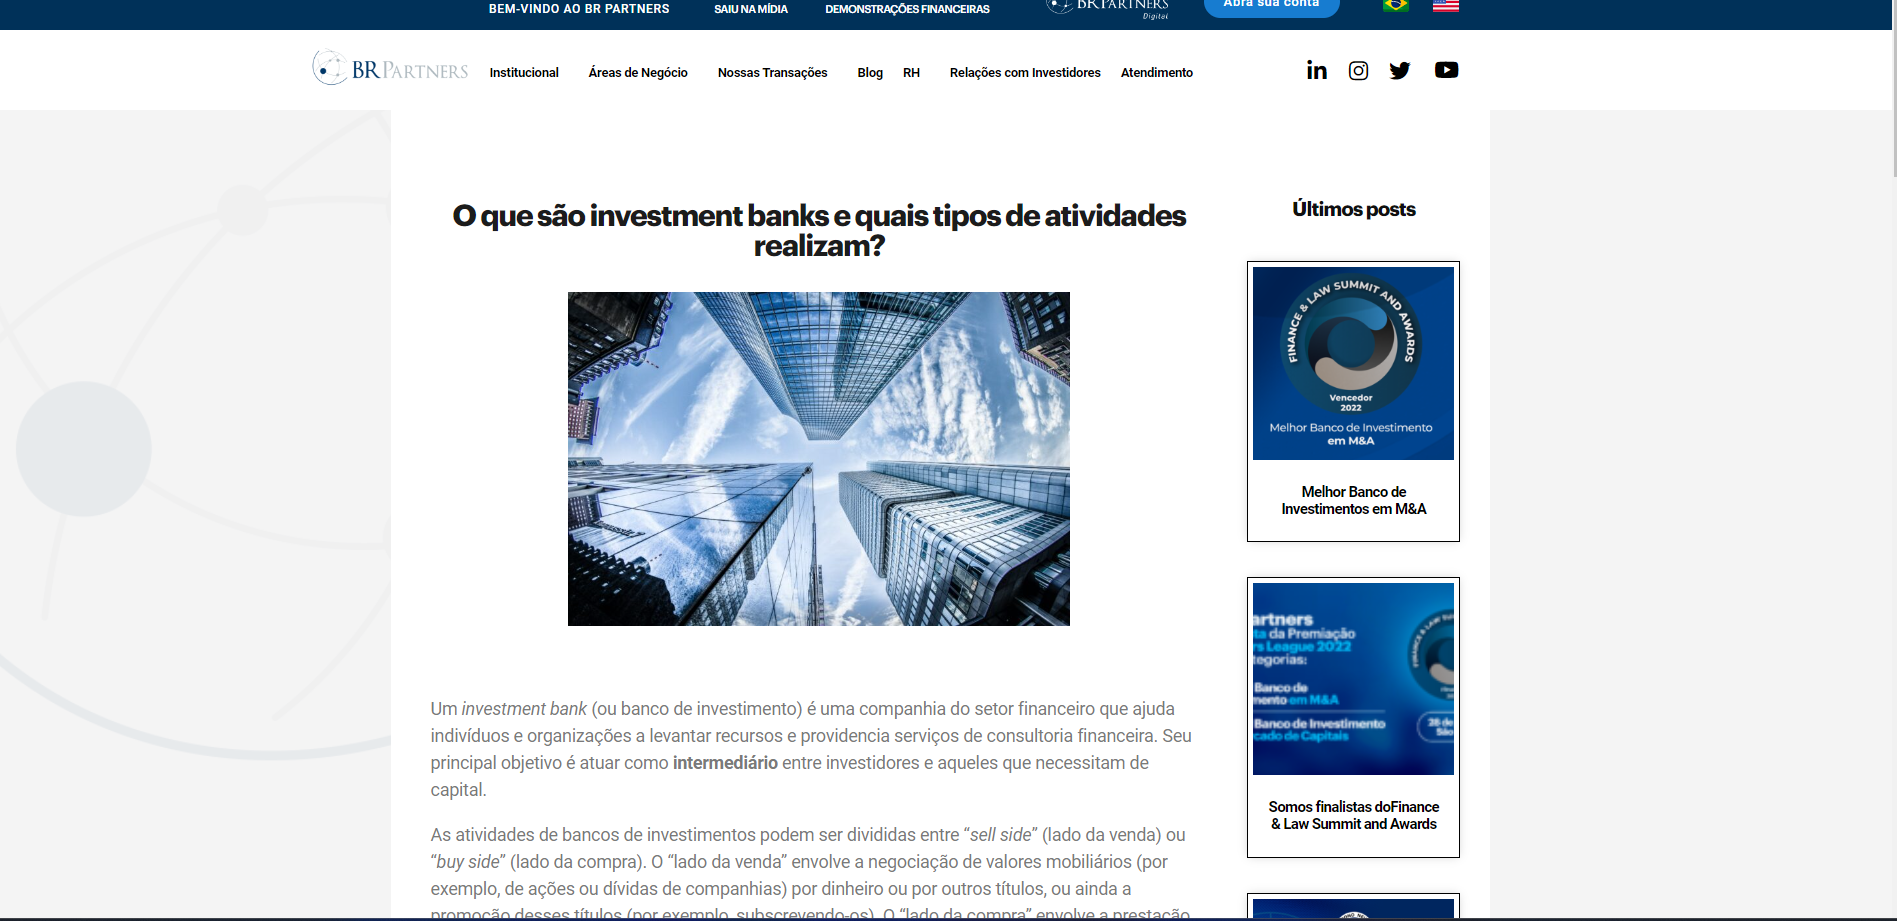 BEM-VINDO AO BR PARTNERS
SAIU NA MÍDIA
DEMONSTRAÇÕES FINANCEIRAS
BRPARTNERS
Digital
Abra sua conta
BRPARTNERS
Institucional
Áreas de Negócio
Nossas Transações
Blog
RH
Relações com Investidores
Atendimento
O que são investment banks e quais tipos de atividades
realizam?
Um investment bank (ou banco de investimento) é uma companhia do setor financeiro que ajuda
indivíduos e organizações a levantar recursos e providencia serviços de consultoria financeira. Seu
principal objetivo é atuar como intermediário entre investidores e aqueles que necessitam de
capital.
As atividades de bancos de investimentos podem ser divididas entre “sell side” (lado da venda) ou
“buy side” (lado da compra). O “lado da venda” envolve a negociação de valores mobiliários (por
exemplo, de ações ou dívidas de companhias) por dinheiro ou por outros títulos, ou ainda a
promoção desses títulos (por exemplo, subscrevendo-os). O “lado da compra” envolve a prestação
Últimos posts
FINANCE & LAW SUMMIT AND AWARDS
Vencedor
2022
Melhor Banco de Investimento
em M&A
Melhor Banco de
Investimentos em M&A
artners
ta da Premiação
rs League 2022
tegorias:
Banco de
mento em M&A
Banco de Investimento
cado de Capitais
28 de
São
Somos finalistas doFinance
& Law Summit and Awards